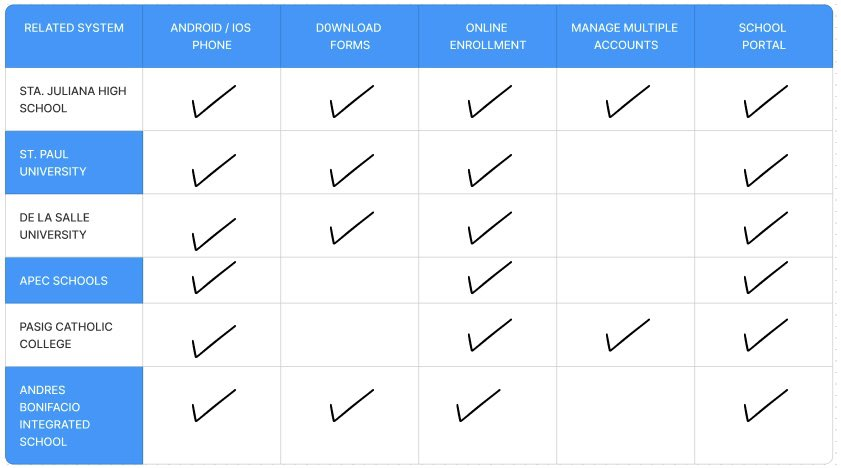 RELATED SYSTEM
ANDROID / IOS
PHONE
D0WNLOAD
FORMS
ONLINE
ENROLLMENT
MANAGE MULTIPLE
ACCOUNTS
SCHOOL
PORTAL
STA. JULIANA HIGH
SCHOOL
ST. PAUL
UNIVERSITY
DE LA SALLE
UNIVERSITY
APEC SCHOOLS
PASIG CATHOLIC
COLLEGE
ANDRES
BONIFACIO
INTEGRATED
SCHOOL